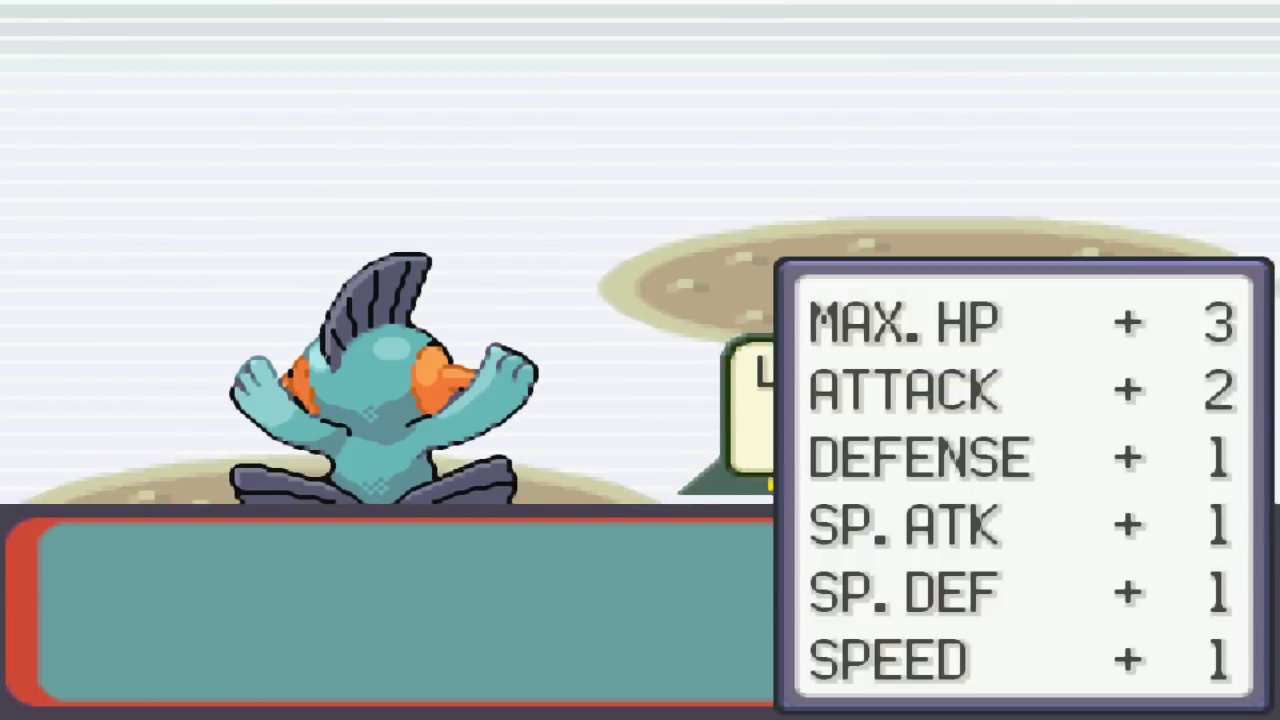 MAX. HP + 3
ATTACK + 2
DEFENSE + 1
SP. ATK + 1
SP. DEF + 1
SPEED + 1